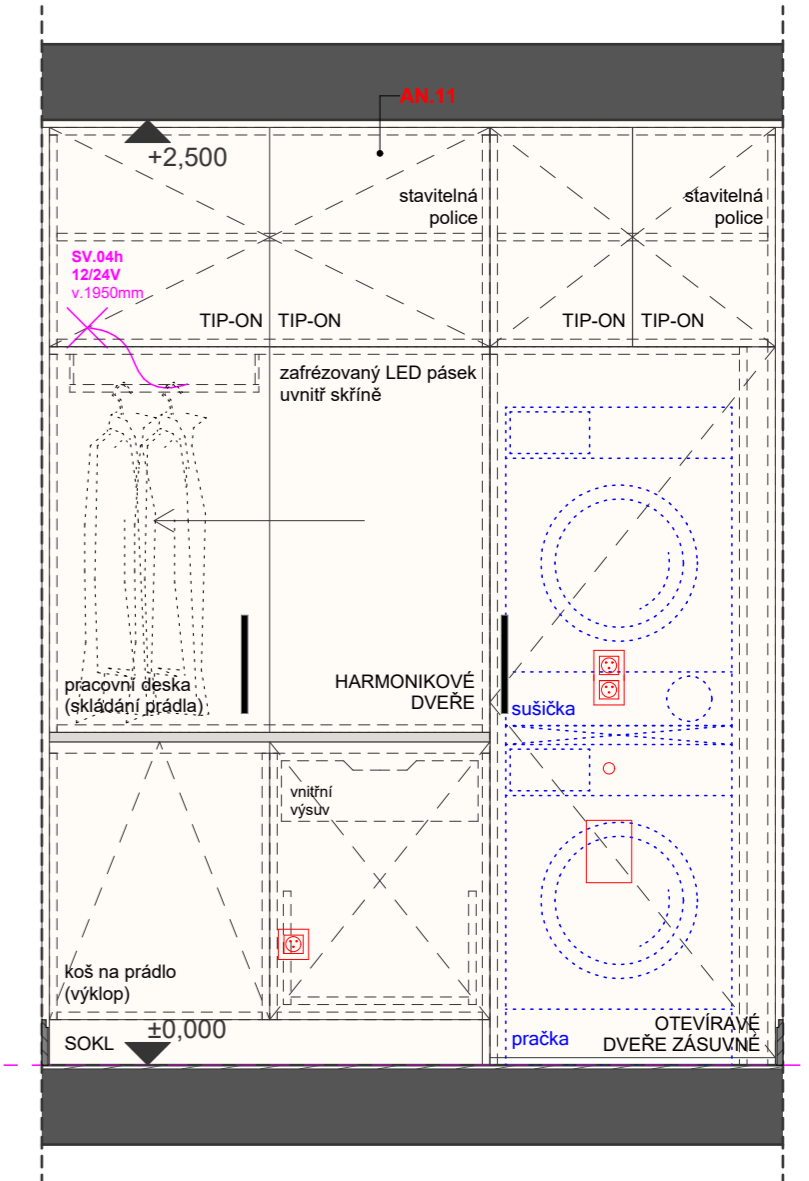 AN.11
+2,500
stavitelná
police
stavitelná
police
SV.04h
12/24V
v.1950mm
TIP-ON
TIP-ON
TIP-ON
TIP-ON
zafrézovaný LED pásek
uvnitř skříně
pracovní deska
(skládání prádla)
HARMONIKOVÉ
DVEŘE
sušička
vnitřní
výsuv
koš na prádlo
(výklop)
±0,000
SOKL
pračka
OTEVÍRAVÉ
DVEŘE ZÁSUVNÉ